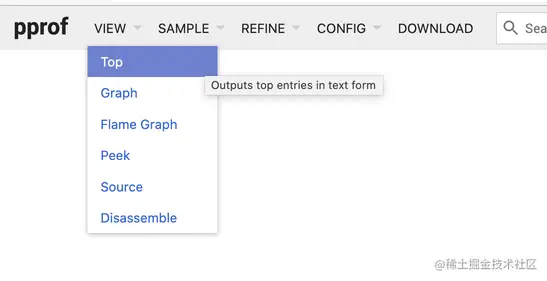 pprof VIEW SAMPLE REFINE CONFIG DOWNLOAD Sea
Top
Outputs top entries in text form
Graph
Flame Graph
Peek
Source
Disassemble
@稀土掘金技术社区